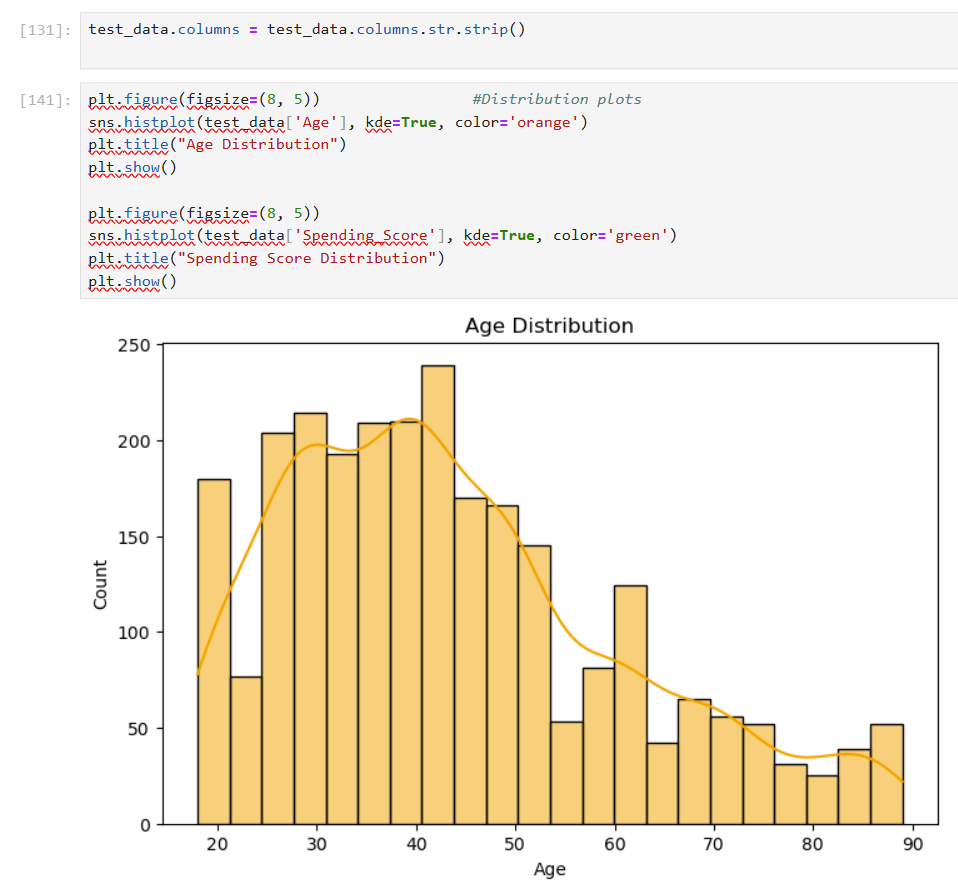 [131]: test_data.columns = test_data.columns.str.strip()
[141]: plt.figure(figsize=(8, 5)) #Distribution plots
sns.histplot(test_data['Age'], kde=True, color='orange')
plt.title("Age Distribution")
plt.show()
plt.figure(figsize=(8, 5))
sns.histplot(test_data['Spending_Score'], kde=True, color='green')
plt.title("Spending Score Distribution")
plt.show()
Age Distribution
250
200
150
100
50
0
Count
20 30 40 50 60 70 80 90
Age